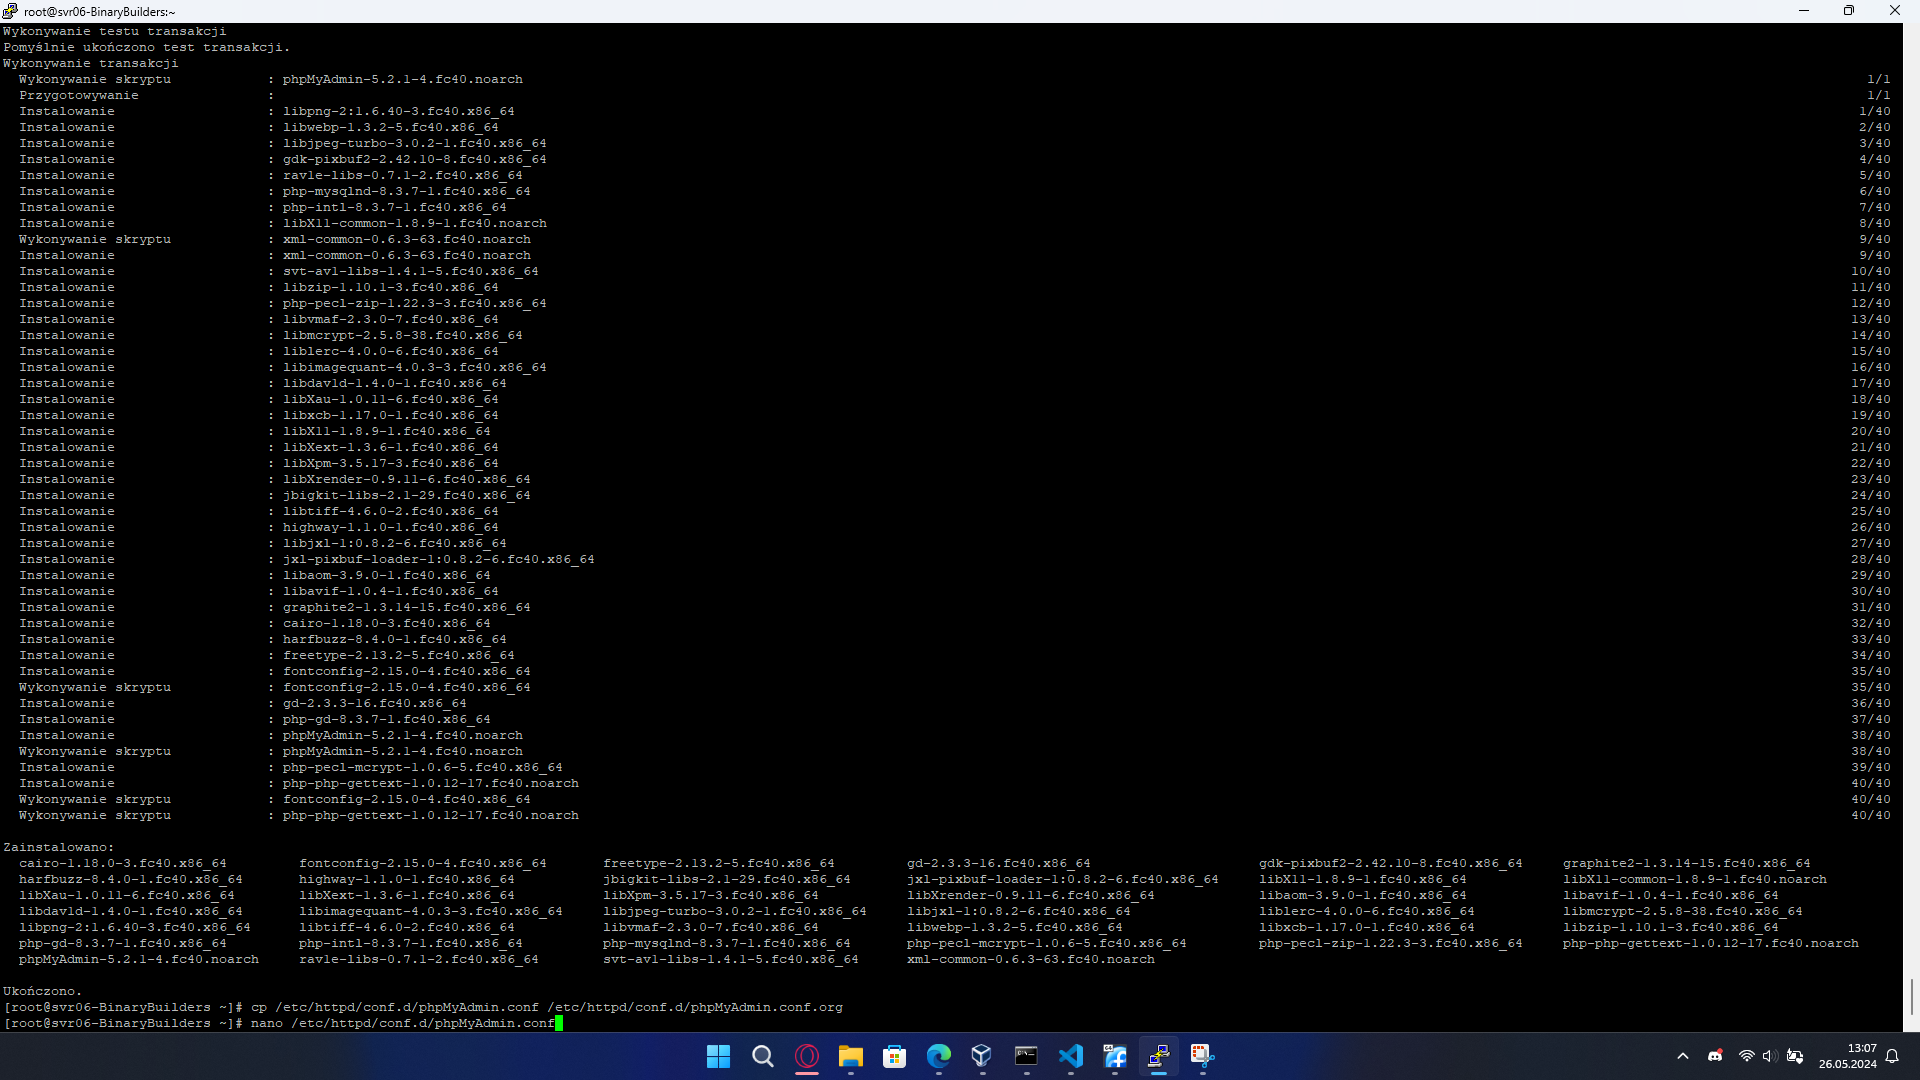 root@svr06-BinaryBuilders:~
Wykonywanie testu transakcji
Pomyślnie ukończono test transakcji.
Wykonywanie transakcji
Wykonywanie skryptu : phpMyAdmin-5.2.1-4.fc40.noarch 1/1
Przygotowywanie : 1/1
Instalowanie : libpng-2:1.6.40-3.fc40.x86_64 1/40
Instalowanie : libwebp-1.3.2-5.fc40.x86_64 2/40
Instalowanie : libjpeg-turbo-3.0.2-1.fc40.x86_64 3/40
Instalowanie : gdk-pixbuf2-2.42.10-8.fc40.x86_64 4/40
Instalowanie : rav1e-libs-0.7.1-2.fc40.x86_64 5/40
Instalowanie : php-mysqlnd-8.3.7-1.fc40.x86_64 6/40
Instalowanie : php-intl-8.3.7-1.fc40.x86_64 7/40
Instalowanie : libX11-common-1.8.9-1.fc40.noarch 8/40
Wykonywanie skryptu : xml-common-0.6.3-63.fc40.noarch 9/40
Instalowanie : xml-common-0.6.3-63.fc40.noarch 9/40
Instalowanie : svt-av1-libs-1.4.1-5.fc40.x86_64 10/40
Instalowanie : libzip-1.10.1-3.fc40.x86_64 11/40
Instalowanie : php-pecl-zip-1.22.3-3.fc40.x86_64 12/40
Instalowanie : libvmaf-2.3.0-7.fc40.x86_64 13/40
Instalowanie : libmcrypt-2.5.8-38.fc40.x86_64 14/40
Instalowanie : liblerc-4.0.0-6.fc40.x86_64 15/40
Instalowanie : libimagequant-4.0.3-3.fc40.x86_64 16/40
Instalowanie : libdav1d-1.4.0-1.fc40.x86_64 17/40
Instalowanie : libXau-1.0.11-6.fc40.x86_64 18/40
Instalowanie : libxcb-1.17.0-1.fc40.x86_64 19/40
Instalowanie : libX11-1.8.9-1.fc40.x86_64 20/40
Instalowanie : libXext-1.3.6-1.fc40.x86_64 21/40
Instalowanie : libXpm-3.5.17-3.fc40.x86_64 22/40
Instalowanie : libXrender-0.9.11-6.fc40.x86_64 23/40
Instalowanie : jbigkit-libs-2.1-29.fc40.x86_64 24/40
Instalowanie : libtiff-4.6.0-2.fc40.x86_64 25/40
Instalowanie : highway-1.1.0-1.fc40.x86_64 26/40
Instalowanie : libjxl-1:0.8.2-6.fc40.x86_64 27/40
Instalowanie : jxl-pixbuf-loader-1:0.8.2-6.fc40.x86_64 28/40
Instalowanie : libaom-3.9.0-1.fc40.x86_64 29/40
Instalowanie : libavif-1.0.4-1.fc40.x86_64 30/40
Instalowanie : graphite2-1.3.14-15.fc40.x86_64 31/40
Instalowanie : cairo-1.18.0-3.fc40.x86_64 32/40
Instalowanie : harfbuzz-8.4.0-1.fc40.x86_64 33/40
Instalowanie : freetype-2.13.2-5.fc40.x86_64 34/40
Instalowanie : fontconfig-2.15.0-4.fc40.x86_64 35/40
Wykonywanie skryptu : fontconfig-2.15.0-4.fc40.x86_64 35/40
Instalowanie : gd-2.3.3-16.fc40.x86_64 36/40
Instalowanie : php-gd-8.3.7-1.fc40.x86_64 37/40
Instalowanie : phpMyAdmin-5.2.1-4.fc40.noarch 38/40
Wykonywanie skryptu : phpMyAdmin-5.2.1-4.fc40.noarch 38/40
Instalowanie : php-pecl-mcrypt-1.0.6-5.fc40.x86_64 39/40
Instalowanie : php-php-gettext-1.0.12-17.fc40.noarch 40/40
Wykonywanie skryptu : fontconfig-2.15.0-4.fc40.x86_64 40/40
Wykonywanie skryptu : php-php-gettext-1.0.12-17.fc40.noarch 40/40
Zainstalowano:
cairo-1.18.0-3.fc40.x86_64 fontconfig-2.15.0-4.fc40.x86_64 freetype-2.13.2-5.fc40.x86_64 gd-2.3.3-16.fc40.x86_64 gdk-pixbuf2-2.42.10-8.fc40.x86_64 graphite2-1.3.14-15.fc40.x86_64
harfbuzz-8.4.0-1.fc40.x86_64 highway-1.1.0-1.fc40.x86_64 jbigkit-libs-2.1-29.fc40.x86_64 jxl-pixbuf-loader-1:0.8.2-6.fc40.x86_64 libX11-1.8.9-1.fc40.x86_64 libX11-common-1.8.9-1.fc40.noarch
libXau-1.0.11-6.fc40.x86_64 libXext-1.3.6-1.fc40.x86_64 libXpm-3.5.17-3.fc40.x86_64 libXrender-0.9.11-6.fc40.x86_64 libaom-3.9.0-1.fc40.x86_64 libavif-1.0.4-1.fc40.x86_64
libdav1d-1.4.0-1.fc40.x86_64 libimagequant-4.0.3-3.fc40.x86_64 libjpeg-turbo-3.0.2-1.fc40.x86_64 libjxl-1:0.8.2-6.fc40.x86_64 liblerc-4.0.0-6.fc40.x86_64 libmcrypt-2.5.8-38.fc40.x86_64
libpng-2:1.6.40-3.fc40.x86_64 libtiff-4.6.0-2.fc40.x86_64 libvmaf-2.3.0-7.fc40.x86_64 libwebp-1.3.2-5.fc40.x86_64 libxcb-1.17.0-1.fc40.x86_64 libzip-1.10.1-3.fc40.x86_64
php-gd-8.3.7-1.fc40.x86_64 php-intl-8.3.7-1.fc40.x86_64 php-mysqlnd-8.3.7-1.fc40.x86_64 php-pecl-mcrypt-1.0.6-5.fc40.x86_64 php-pecl-zip-1.22.3-3.fc40.x86_64 php-php-gettext-1.0.12-17.fc40.noarch
phpMyAdmin-5.2.1-4.fc40.noarch rav1e-libs-0.7.1-2.fc40.x86_64 svt-av1-libs-1.4.1-5.fc40.x86_64 xml-common-0.6.3-63.fc40.noarch
Ukończono.
[root@svr06-BinaryBuilders ~]# cp /etc/httpd/conf.d/phpMyAdmin.conf /etc/httpd/conf.d/phpMyAdmin.conf.org
[root@svr06-BinaryBuilders ~]# nano /etc/httpd/conf.d/phpMyAdmin.conf
13:07
26.05.2024